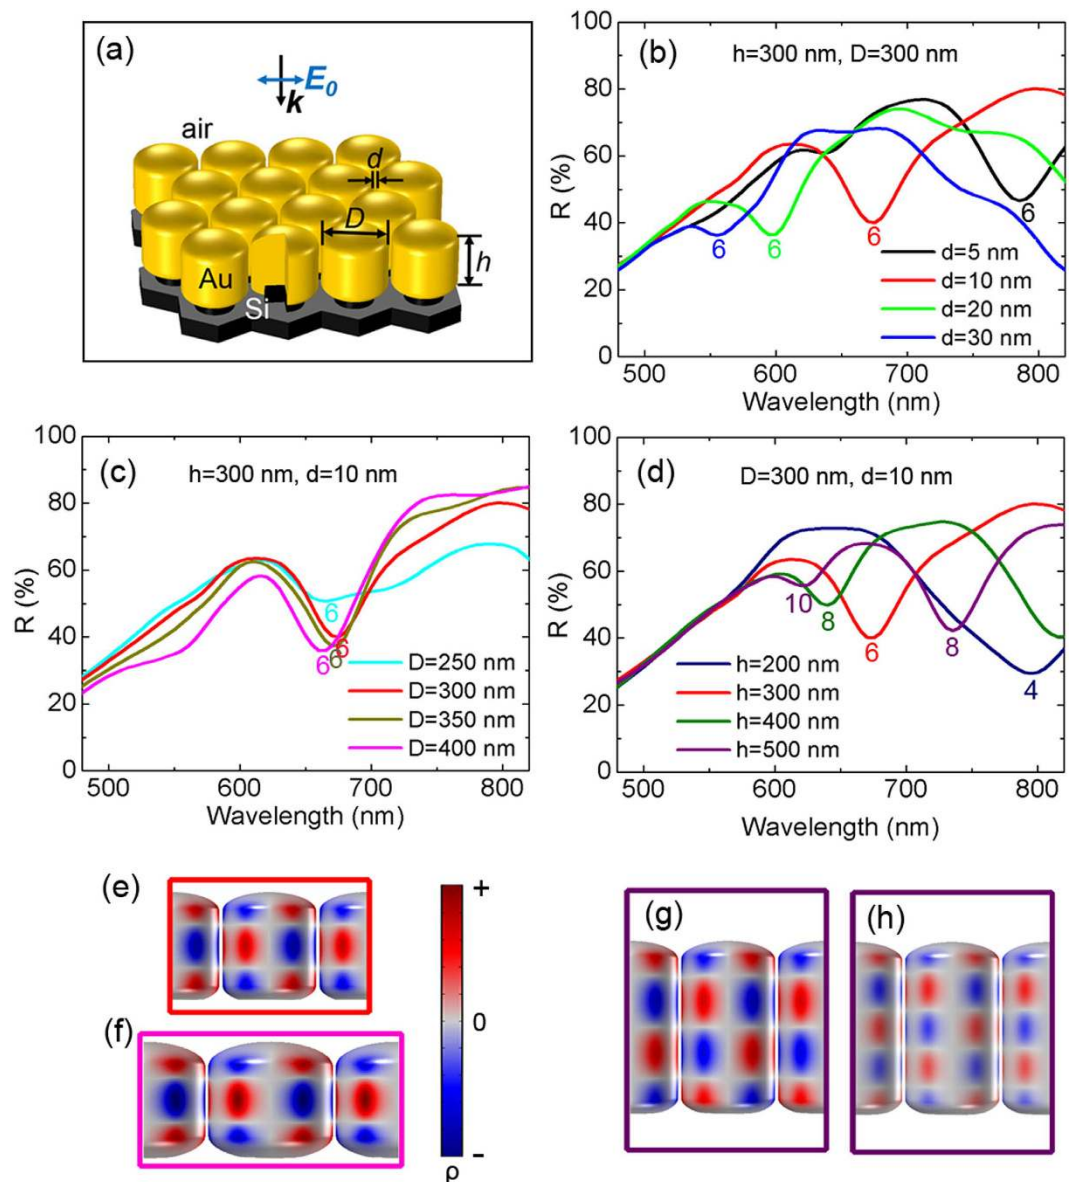 (a)
E₀
k
air
d
D
h
Au
Si
(b)
h=300 nm, D=300 nm
R (%)
100
80
60
40
20
0
6
6
6
6
d=5 nm
d=10 nm
d=20 nm
d=30 nm
500 600 700 800
Wavelength (nm)
(c)
h=300 nm, d=10 nm
R (%)
100
80
60
40
20
0
6
6
6
6
D=250 nm
D=300 nm
D=350 nm
D=400 nm
500 600 700 800
Wavelength (nm)
(d)
D=300 nm, d=10 nm
R (%)
100
80
60
40
20
0
10
8
6
8
4
h=200 nm
h=300 nm
h=400 nm
h=500 nm
500 600 700 800
Wavelength (nm)
(e)
(f)
+
0
-
ρ
(g)
(h)